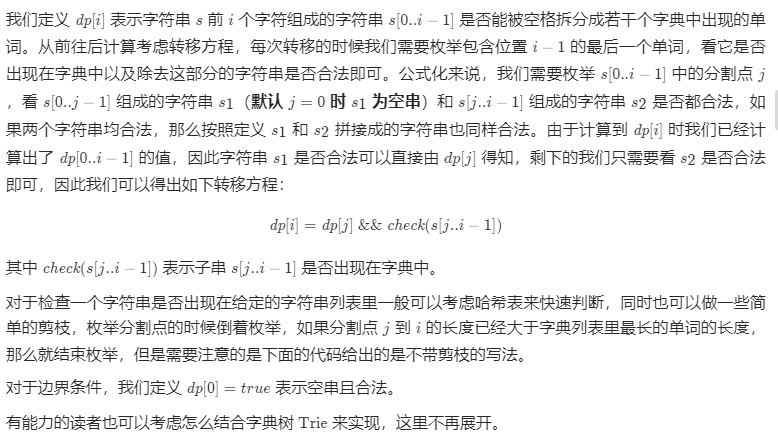 我们定义 dp[i] 表示字符串 s 前 i 个字符组成的字符串 s[0..i − 1] 是否能被空格拆分成若干个字典中出现的单
词。从前往后计算考虑转移方程，每次转移的时候我们需要枚举包含位置 i − 1 的最后一个单词，看它是否
出现在字典中以及除去这部分的字符串是否合法即可。公式化来说，我们需要枚举 s[0..i − 1] 中的分割点 j
，看 s[0..j − 1] 组成的字符串 s1（默认 j = 0 时 s1 为空串）和 s[j..i − 1] 组成的字符串 s2 是否都合法，如
果两个字符串均合法，那么按照定义 s1 和 s2 拼接成的字符串也同样合法。由于计算到 dp[i] 时我们已经计
算出了 dp[0..i − 1] 的值，因此字符串 s1 是否合法可以直接由 dp[j] 得知，剩下的我们只需要看 s2 是否合法
即可，因此我们可以得出如下转移方程：
dp[i] = dp[j] && check(s[j..i − 1])
其中 check(s[j..i − 1]) 表示子串 s[j..i − 1] 是否出现在字典中。
对于检查一个字符串是否出现在给定的字符串列表里一般可以考虑哈希表来快速判断，同时也可以做一些简
单的剪枝，枚举分割点的时候倒着枚举，如果分割点 j 到 i 的长度已经大于字典列表里最长的单词的长度，
那么就结束枚举，但是需要注意的是下面的代码给出的是不带剪枝的写法。
对于边界条件，我们定义 dp[0] = true 表示空串且合法。
有能力的读者也可以考虑怎么结合字典树 Trie 来实现，这里不再展开。